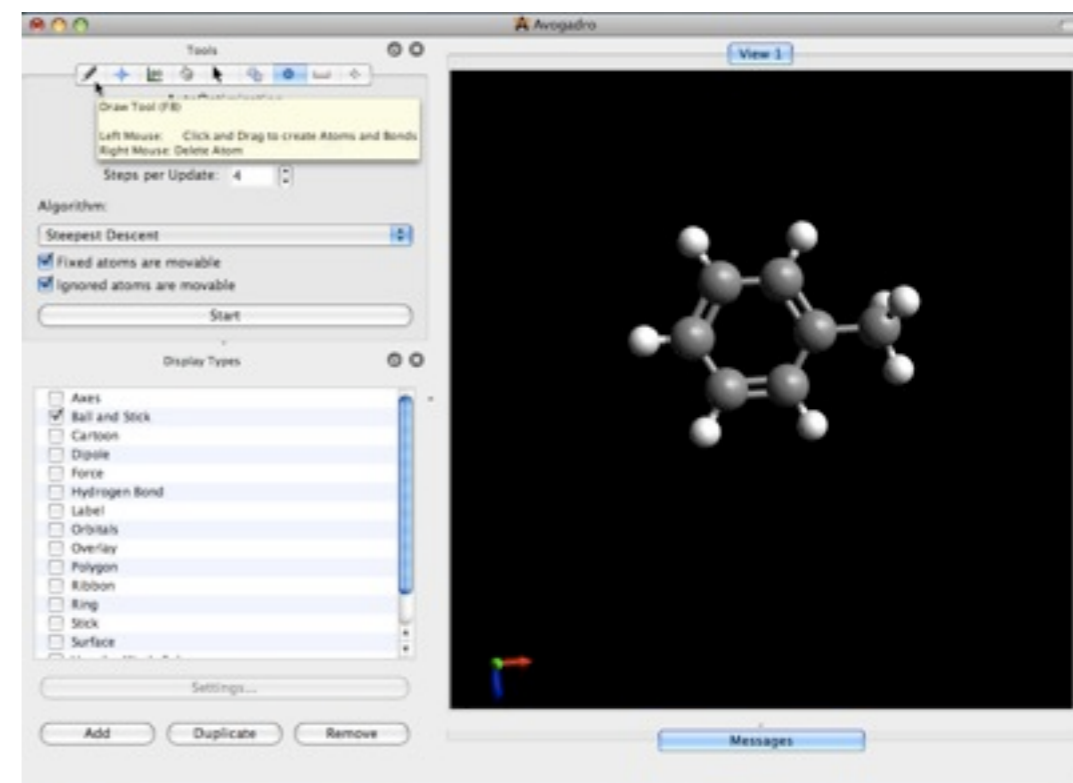 Avogadro
Tools
View 1
Draw Tool (F8)
Left Mouse: Click and Drag to create Atoms and Bonds
Right Mouse: Delete Atom
Steps per Update: 4
Algorithm:
Steepest Descent
Fixed atoms are movable
Ignored atoms are movable
Start
Display Types
Axes
Ball and Stick
Cartoon
Dipole
Force
Hydrogen Bond
Label
Orbitals
Overlay
Polygon
Ribbon
Ring
Stick
Surface
Settings...
Add
Duplicate
Remove
Messages